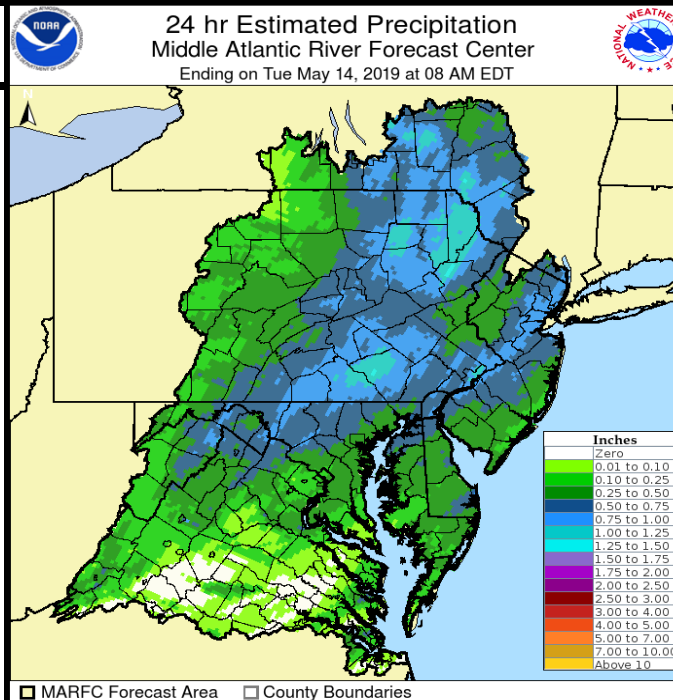 24 hr Estimated Precipitation
Middle Atlantic River Forecast Center
Ending on Tue May 14, 2019 at 08 AM EDT
NOAA
NATIONAL WEATHER
N
Inches
Zero
0.01 to 0.10
0.10 to 0.25
0.25 to 0.50
0.50 to 0.75
0.75 to 1.00
1.00 to 1.25
1.25 to 1.50
1.50 to 1.75
1.75 to 2.00
2.00 to 2.50
2.50 to 3.00
3.00 to 4.00
4.00 to 5.00
5.00 to 7.00
7.00 to 10.00
Above 10
MARFC Forecast Area
County Boundaries